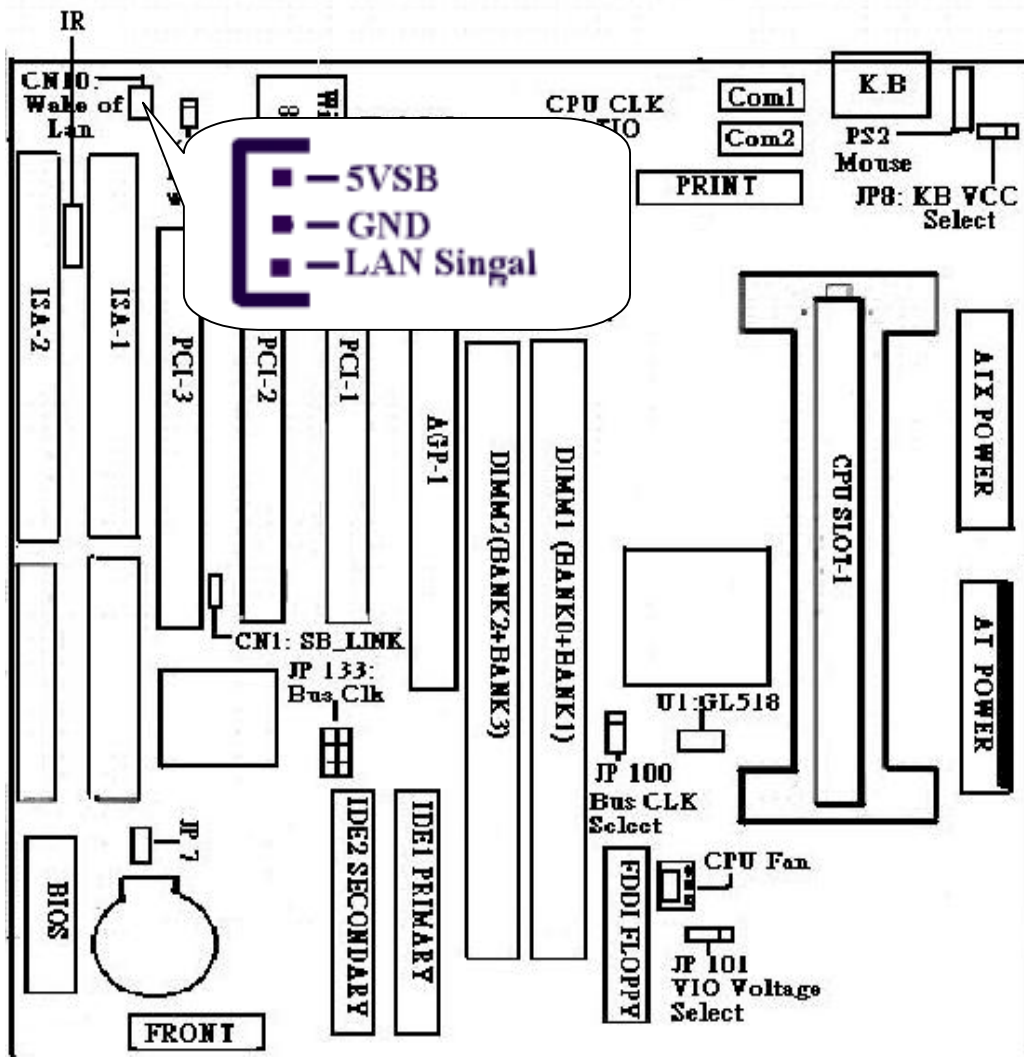 IR
CN10:
Wake of
Lan
8
CPU CLK
Com1
Com2
K.B
PS2
Mouse
JP8: KB VCC
Select
PRINT
5VSB
GND
LAN Singal
ISA-2
ISA-1
PCI-3
PCI-2
PCI-1
AGP-1
DIMM2(BANK2+BANK3)
DIMM1 (BANK0+BANK1)
CPU SLOT-1
ATX POWER
AT POWER
CN1: SB_LINK
JP 133:
Bus Clk
U1:GL518
JP 100
Bus CLK
Select
JP 7
BIOS
IDE2 SECONDARY
IDE1 PRIMARY
FDD1 FLOPPY
CPU Fan
JP 101
VIO Voltage
Select
FRONT